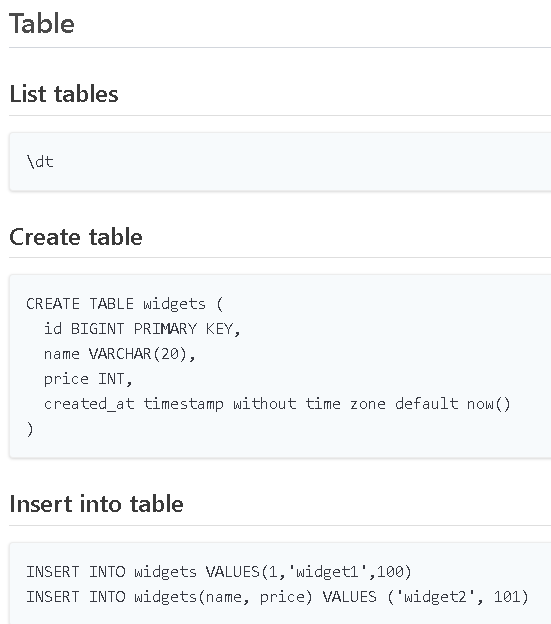 Table
List tables
\dt
Create table
CREATE TABLE widgets (
  id BIGINT PRIMARY KEY,
  name VARCHAR(20),
  price INT,
  created_at timestamp without time zone default now()
)
Insert into table
INSERT INTO widgets VALUES(1,'widget1',100)
INSERT INTO widgets(name, price) VALUES ('widget2', 101)